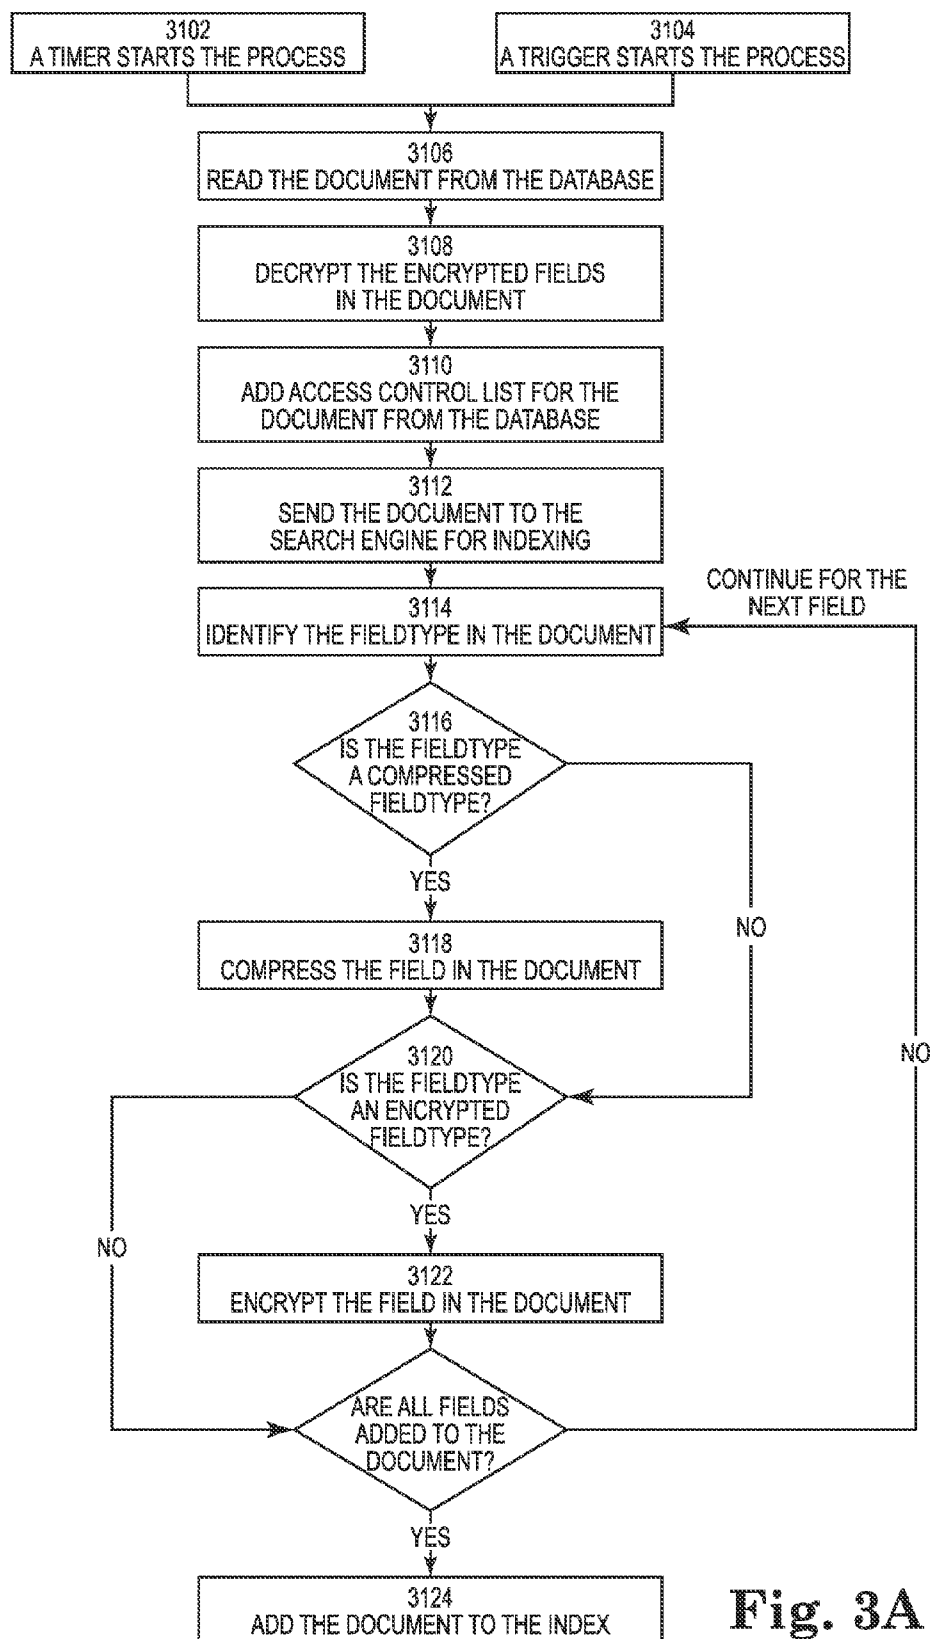 3102
A TIMER STARTS THE PROCESS
3104
A TRIGGER STARTS THE PROCESS
3106
READ THE DOCUMENT FROM THE DATABASE
3108
DECRYPT THE ENCRYPTED FIELDS
IN THE DOCUMENT
3110
ADD ACCESS CONTROL LIST FOR THE
DOCUMENT FROM THE DATABASE
3112
SEND THE DOCUMENT TO THE
SEARCH ENGINE FOR INDEXING
CONTINUE FOR THE
NEXT FIELD
3114
IDENTIFY THE FIELDTYPE IN THE DOCUMENT
3116
IS THE FIELDTYPE
A COMPRESSED
FIELDTYPE?
YES
NO
3118
COMPRESS THE FIELD IN THE DOCUMENT
3120
IS THE FIELDTYPE
AN ENCRYPTED
FIELDTYPE?
NO
YES
NO
3122
ENCRYPT THE FIELD IN THE DOCUMENT
ARE ALL FIELDS
ADDED TO THE
DOCUMENT?
YES
3124
ADD THE DOCUMENT TO THE INDEX
Fig. 3A